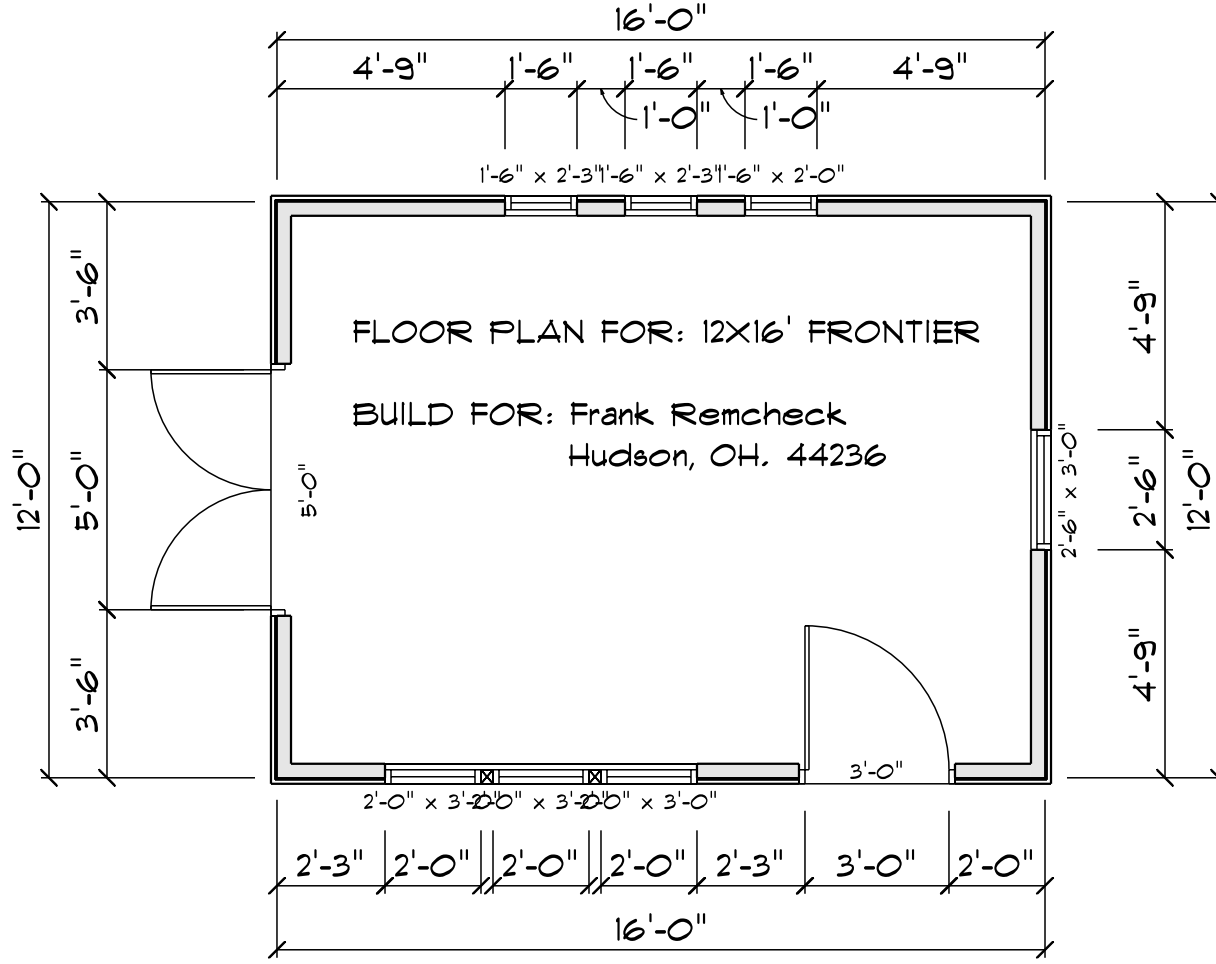 16'-0"
4'-9" 1'-6" 1'-6" 1'-6" 4'-9"
1'-0" 1'-0"
1'-6" x 2'-3" 1'-6" x 2'-3" 1'-6" x 2'-0"
3'-6"
4'-9"
FLOOR PLAN FOR: 12X16' FRONTIER
BUILD FOR: Frank Remcheck
Hudson, OH. 44236
12'-0" 5'-0" 5'-0" 2'-6" x 3'-0" 2'-6" 12'-0"
3'-6"
4'-9"
3'-0"
2'-0" x 3'-0" 2'-0" x 3'-0" 2'-0" x 3'-0"
2'-3" 2'-0" 2'-0" 2'-0" 2'-3" 3'-0" 2'-0"
16'-0"